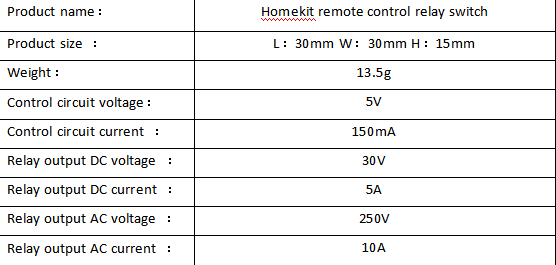 Product name： Homekit remote control relay switch
Product size ： L：30mm W：30mm H：15mm
Weight： 13.5g
Control circuit voltage： 5V
Control circuit current ： 150mA
Relay output DC voltage ： 30V
Relay output DC current ： 5A
Relay output AC voltage ： 250V
Relay output AC current ： 10A